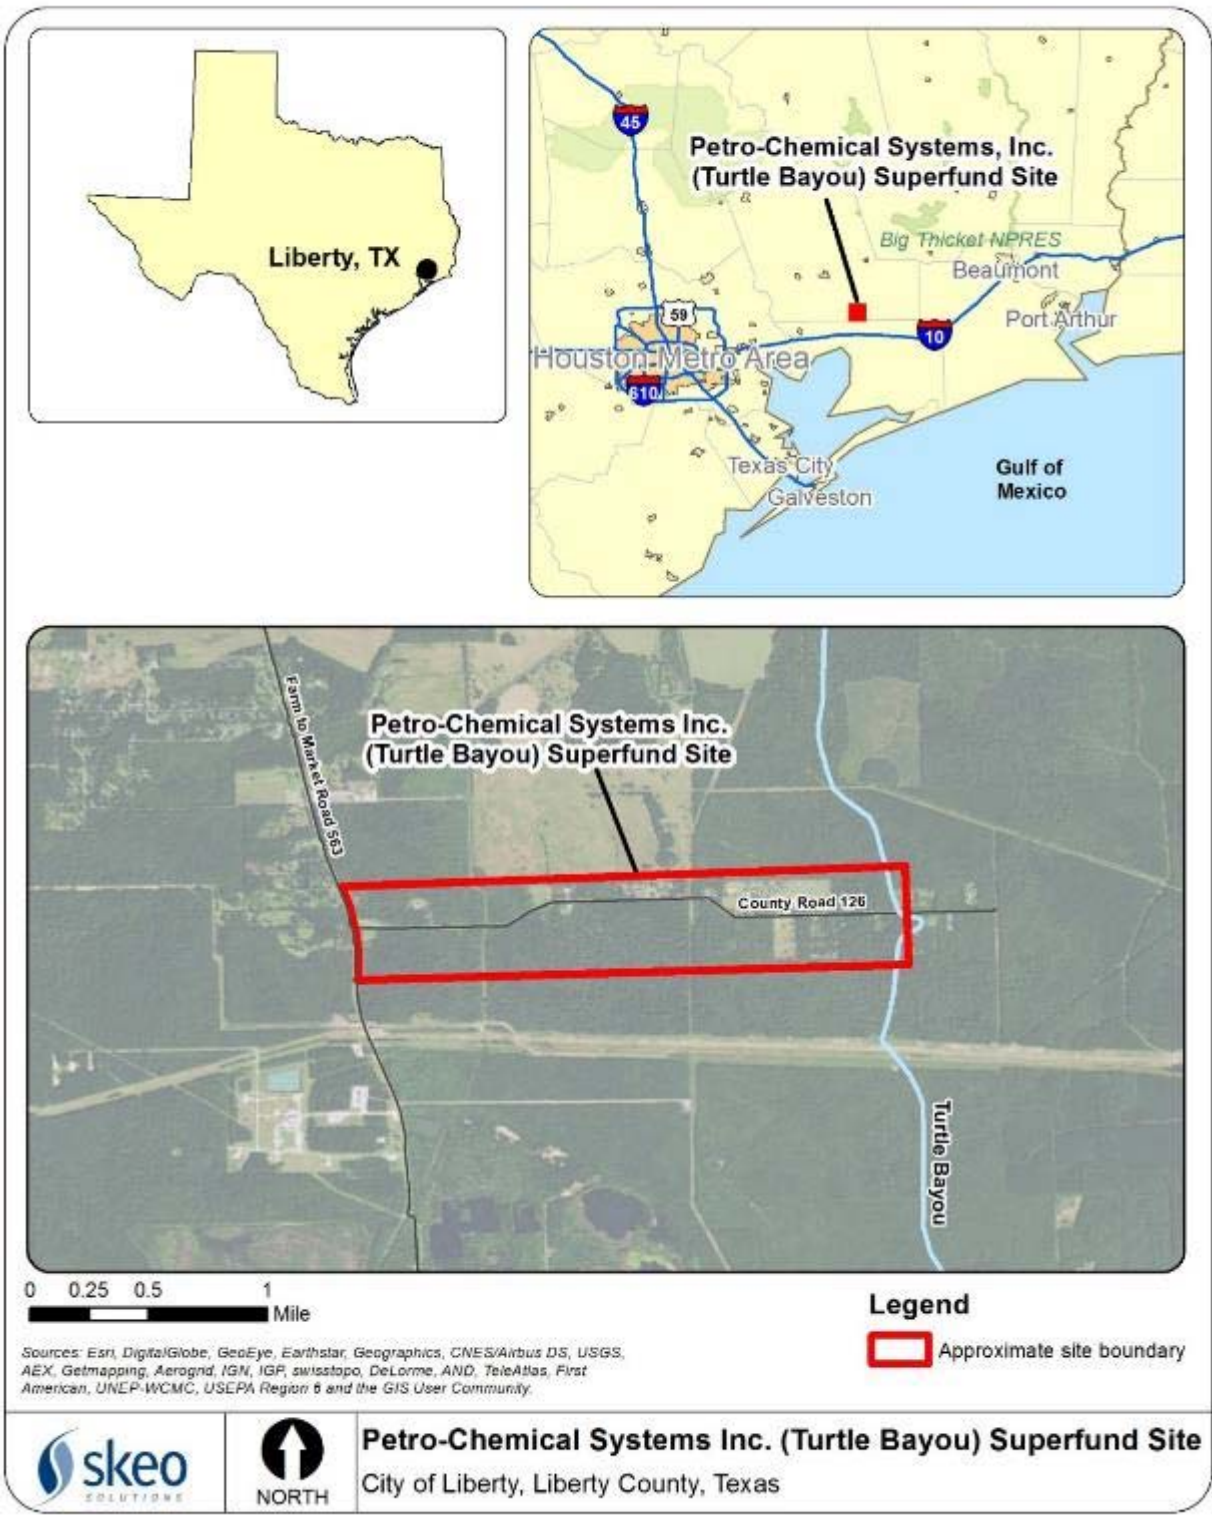 Liberty, TX
45
Petro-Chemical Systems, Inc.
(Turtle Bayou) Superfund Site
Big Thicket NPRES
Beaumont
59
Port Arthur
10
Houston Metro Area
610
Texas City
Galveston
Gulf of
Mexico
Farm to Market Road 563
Petro-Chemical Systems Inc.
(Turtle Bayou) Superfund Site
County Road 126
Turtle Bayou
0 0.25 0.5 1
Mile
Legend
Approximate site boundary
Sources: Esri, DigitalGlobe, GeoEye, Earthstar, Geographics, CNES/Airbus DS, USGS,
AEX, Getmapping, Aerogrid, IGN, IGP, swisstopo, DeLorme, AND, TeleAtlas, First
American, UNEP-WCMC, USEPA Region 6 and the GIS User Community.
skeo
SOLUTIONS
NORTH
Petro-Chemical Systems Inc. (Turtle Bayou) Superfund Site
City of Liberty, Liberty County, Texas